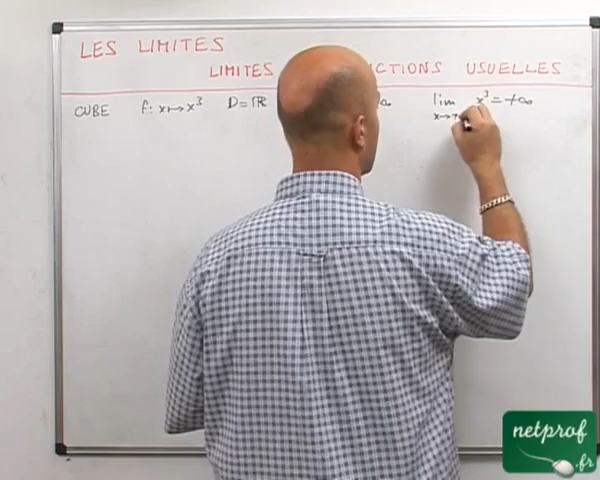 LES LIMITES
LIMITES CTIONS USUELLES
CUBE f: x ↦ x³ D = ℝ ∞ lim x³ = +∞
x→+
netprof
.fr